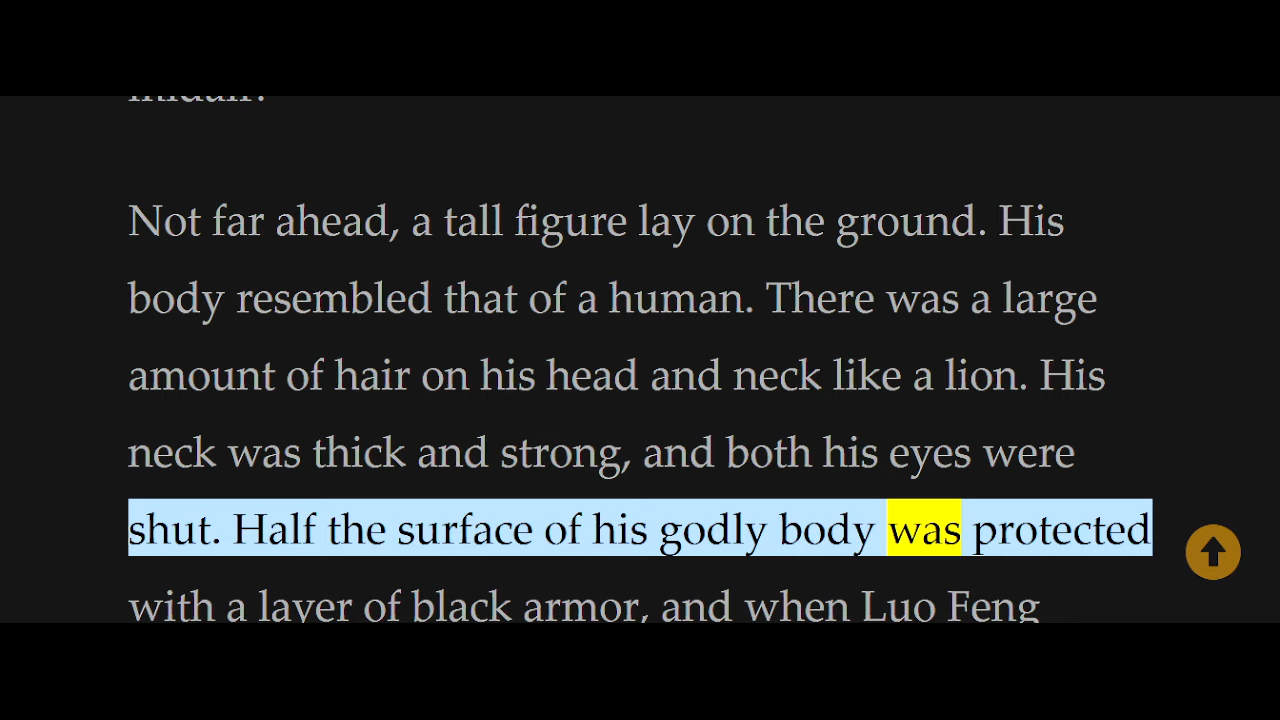 Not far ahead, a tall figure lay on the ground. His
body resembled that of a human. There was a large
amount of hair on his head and neck like a lion. His
neck was thick and strong, and both his eyes were
shut. Half the surface of his godly body was protected
with a layer of black armor, and when Luo Feng